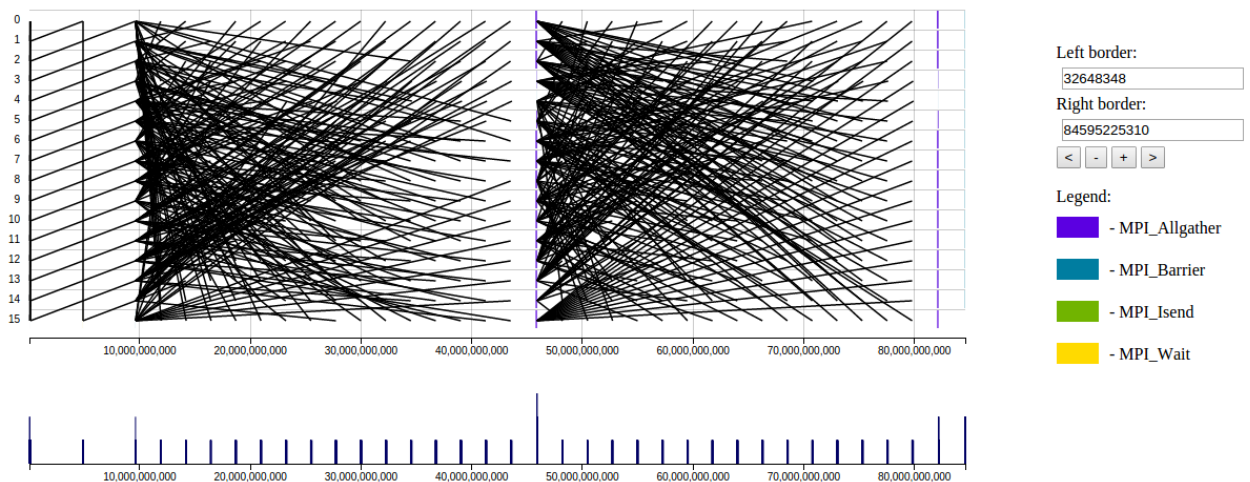 0
1
2
3
4
5
6
7
8
9
10
11
12
13
14
15
10,000,000,000 20,000,000,000 30,000,000,000 40,000,000,000 50,000,000,000 60,000,000,000 70,000,000,000 80,000,000,000
10,000,000,000 20,000,000,000 30,000,000,000 40,000,000,000 50,000,000,000 60,000,000,000 70,000,000,000 80,000,000,000
Left border:
32648348
Right border:
84595225310
< - + >
Legend:
- MPI_Allgather
- MPI_Barrier
- MPI_Isend
- MPI_Wait